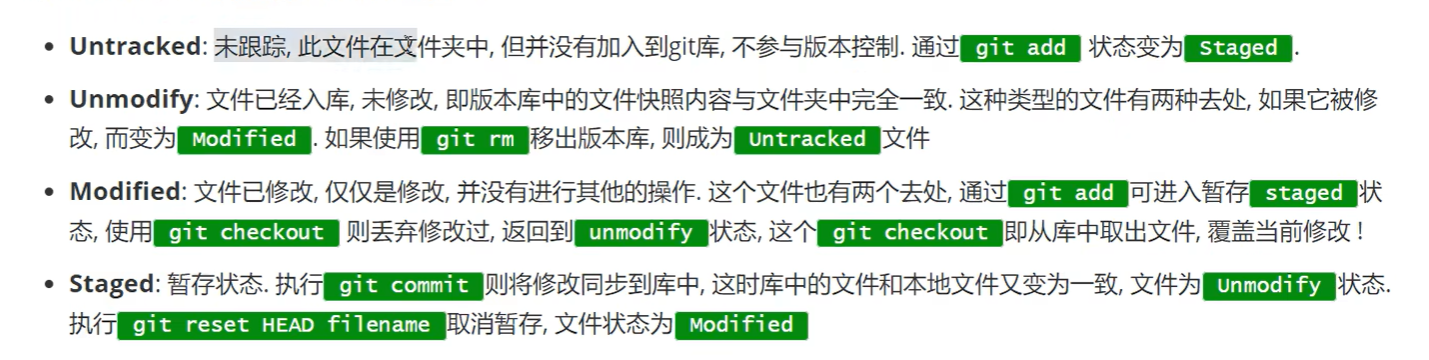 Untracked: 未跟踪, 此文件在文件夹中, 但并没有加入到git库, 不参与版本控制. 通过 git add 状态变为 Staged .
Unmodify: 文件已经入库, 未修改, 即版本库中的文件快照内容与文件夹中完全一致. 这种类型的文件有两种去处, 如果它被修
改, 而变为 Modified . 如果使用 git rm 移出版本库, 则成为 Untracked 文件
Modified: 文件已修改, 仅仅是修改, 并没有进行其他的操作. 这个文件也有两个去处, 通过 git add 可进入暂存 staged 状
态, 使用 git checkout 则丢弃修改过, 返回到 unmodify 状态, 这个 git checkout 即从库中取出文件, 覆盖当前修改 !
Staged: 暂存状态. 执行 git commit 则将修改同步到库中, 这时库中的文件和本地文件又变为一致, 文件为 Unmodify 状态.
执行 git reset HEAD filename 取消暂存, 文件状态为 Modified